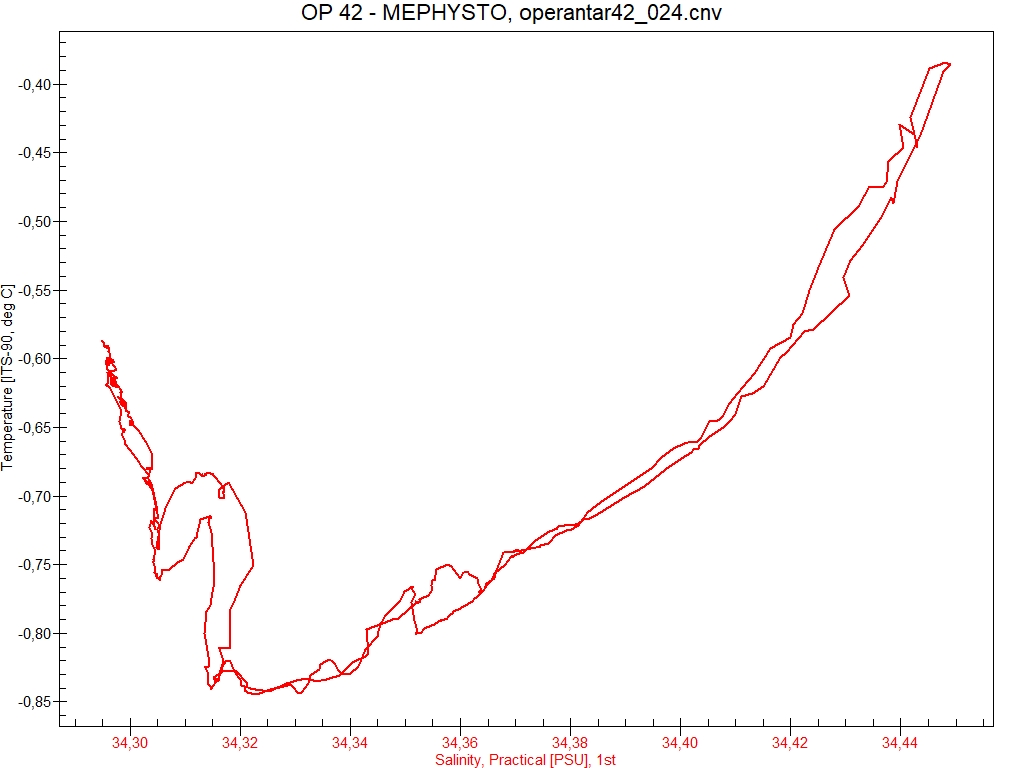 OP 42 - MEPHYSTO, operantar42_024.cnv
-0,40
-0,45
-0,50
-0,55
-0,60
-0,65
-0,70
-0,75
-0,80
-0,85
Temperature [ITS-90, deg C]
34,30 34,32 34,34 34,36 34,38 34,40 34,42 34,44
Salinity, Practical [PSU], 1st